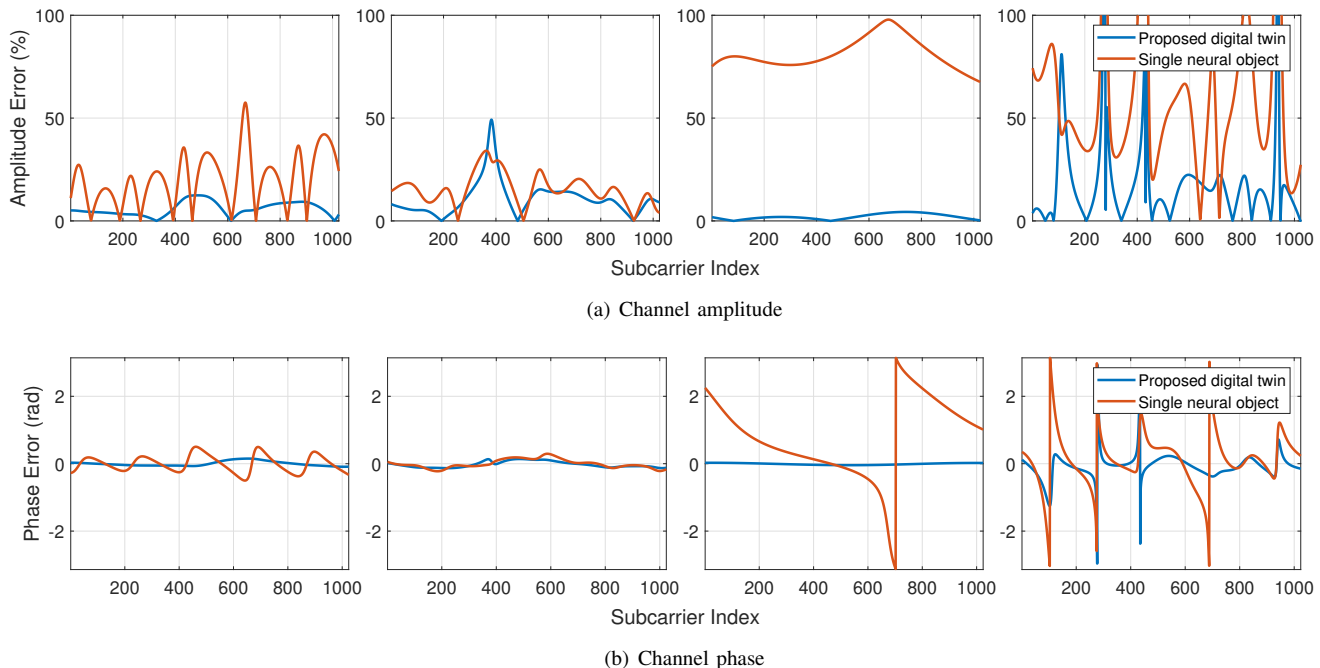 100
50
0
100
50
0
100
50
0
100
50
0
Amplitude Error (%)
Proposed digital twin
Single neural object
200 400 600 800 1000
200 400 600 800 1000
200 400 600 800 1000
200 400 600 800 1000
Subcarrier Index
(a) Channel amplitude
2
0
-2
2
0
-2
2
0
-2
2
0
-2
Phase Error (rad)
Proposed digital twin
Single neural object
200 400 600 800 1000
200 400 600 800 1000
200 400 600 800 1000
200 400 600 800 1000
Subcarrier Index
(b) Channel phase